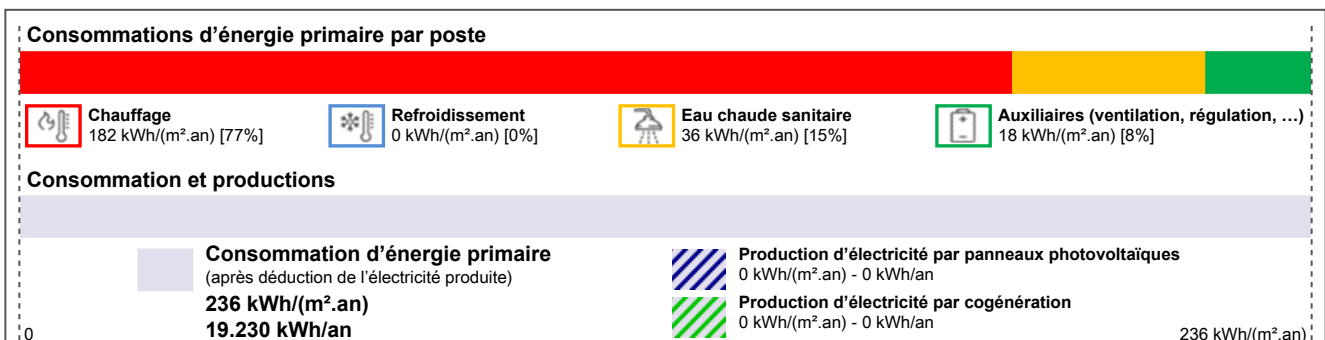 Consommations d'énergie primaire par poste
Chauffage
182 kWh/(m².an) [77%]
Refroidissement
0 kWh/(m².an) [0%]
Eau chaude sanitaire
36 kWh/(m².an) [15%]
Auxiliaires (ventilation, régulation, …)
18 kWh/(m².an) [8%]
Consommation et productions
Consommation d'énergie primaire
(après déduction de l'électricité produite)
236 kWh/(m².an)
19.230 kWh/an
Production d'électricité par panneaux photovoltaïques
0 kWh/(m².an) - 0 kWh/an
Production d'électricité par cogénération
0 kWh/(m².an) - 0 kWh/an
0
236 kWh/(m².an)